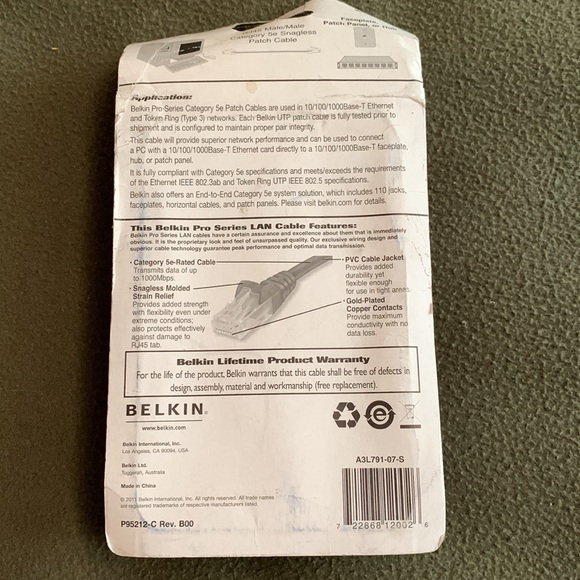 RJ45 Male/Male
Category 5e Snagless
Patch Cable
Faceplate,
Patch Panel, or Hub
Application:
Belkin Pro-Series Category 5e Patch Cables are used in 10/100/1000Base-T Ethernet
and Token Ring (Type 3) networks. Each Belkin UTP patch cable is fully tested prior to
shipment and is configured to maintain proper pair integrity.
This cable will provide superior network performance and can be used to connect
a PC with a 10/100/1000Base-T Ethernet card directly to a 10/100/1000Base-T faceplate,
hub, or patch panel.
It is fully compliant with Category 5e specifications and meets/exceeds the requirements
of the Ethernet IEEE 802.3ab and Token Ring UTP IEEE 802.5 specifications.
Belkin also offers an End-to-End Category 5e system solution, which includes 110 jacks,
faceplates, horizontal cables, and patch panels. Please visit belkin.com for details.
This Belkin Pro Series LAN Cable Features:
Belkin Pro Series LAN cables have a certain assurance and excellence about them that is immediately
obvious. It is the proprietary look and feel of unsurpassed quality. Our exclusive wiring design and
superior cable technology guarantee peak performance and optimal data transmission.
• Category 5e-Rated Cable
Transmits data of up
to 1000Mbps.
• Snagless Molded
Strain Relief
Provides added strength
with flexibility even under
extreme conditions;
also protects effectively
against damage to
RJ45 tab.
• PVC Cable Jacket
Provides added
durability yet
flexible enough
for use in tight areas.
• Gold-Plated
Copper Contacts
Provide maximum
conductivity with no
data loss.
Belkin Lifetime Product Warranty
For the life of the product, Belkin warrants that this cable shall be free of defects in
design, assembly, material and workmanship (free replacement).
BELKIN®
www.belkin.com
Belkin International, Inc.
Los Angeles, CA 90094, USA
Belkin Ltd.
Tuggerah, Australia
Made in China
© 2011 Belkin International, Inc. All rights reserved. All trade names
are registered trademarks of respective manufacturers listed.
P95212-C Rev. B00
A3L791-07-S
7 22868 12002 6